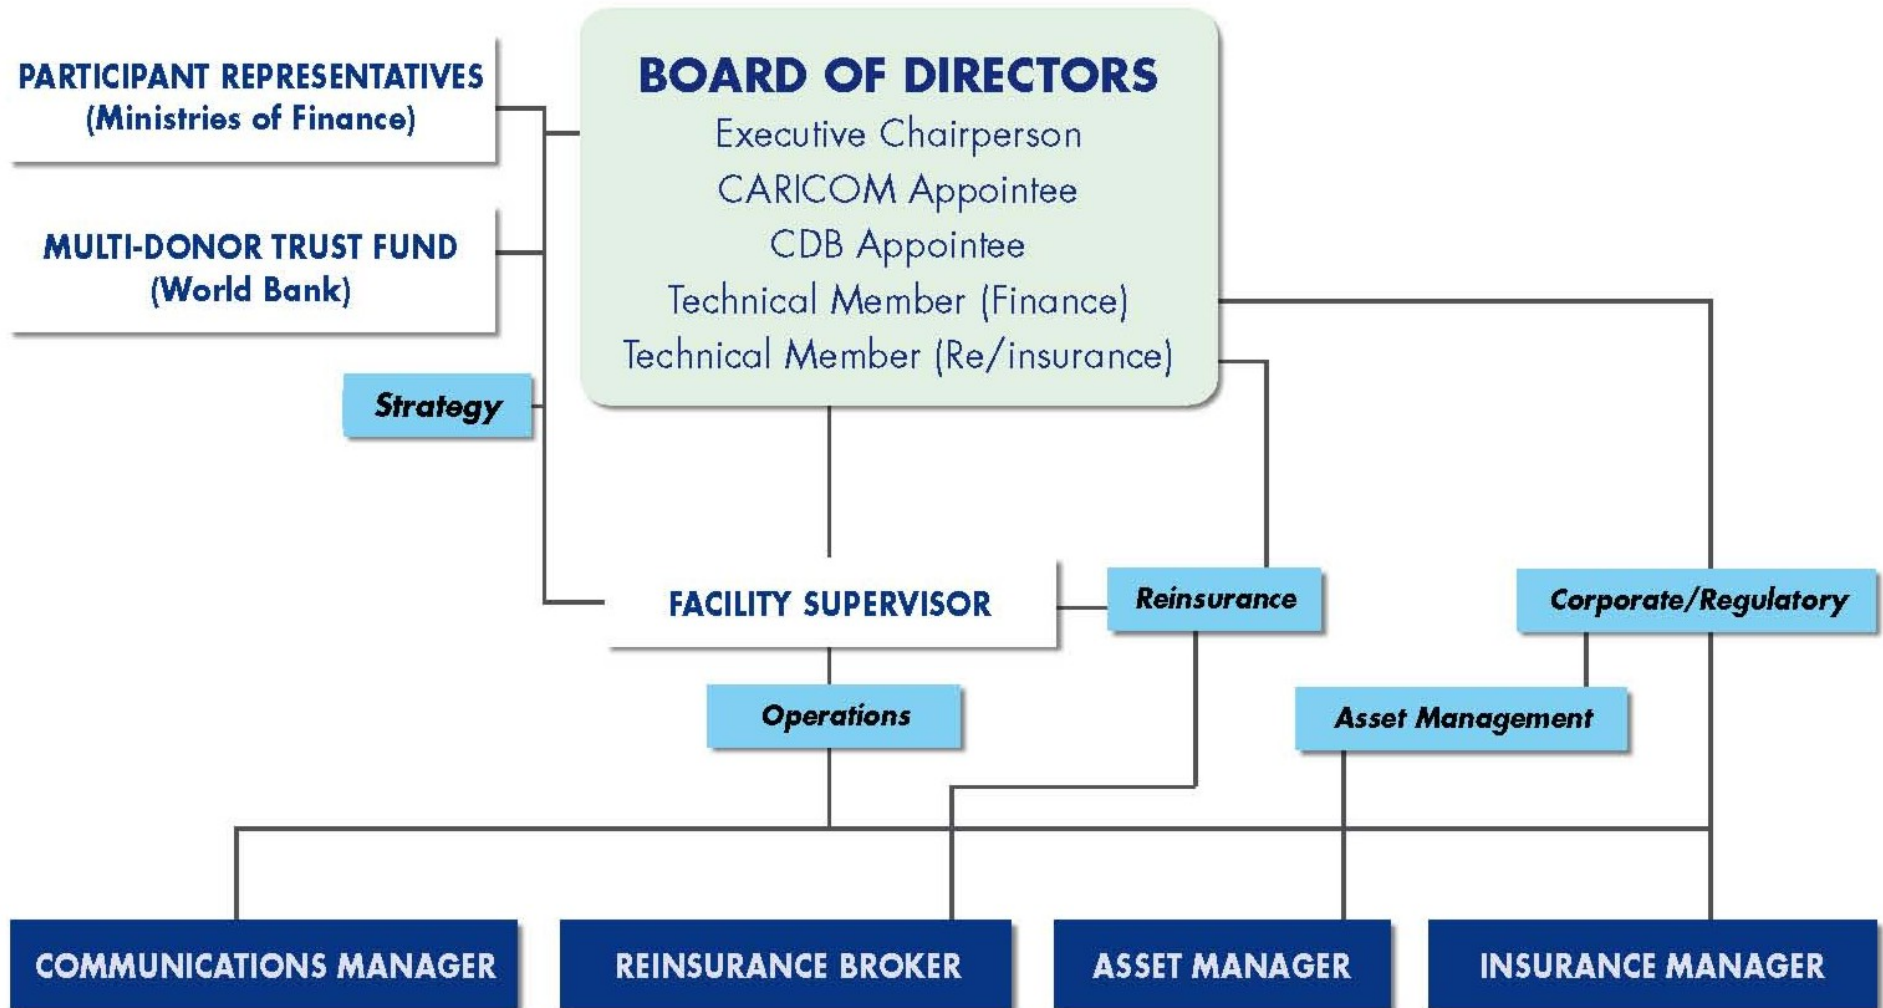 PARTICIPANT REPRESENTATIVES
(Ministries of Finance)
MULTI-DONOR TRUST FUND
(World Bank)
BOARD OF DIRECTORS
Executive Chairperson
CARICOM Appointee
CDB Appointee
Technical Member (Finance)
Technical Member (Re/insurance)
Strategy
FACILITY SUPERVISOR
Reinsurance
Corporate/Regulatory
Operations
Asset Management
COMMUNICATIONS MANAGER
REINSURANCE BROKER
ASSET MANAGER
INSURANCE MANAGER